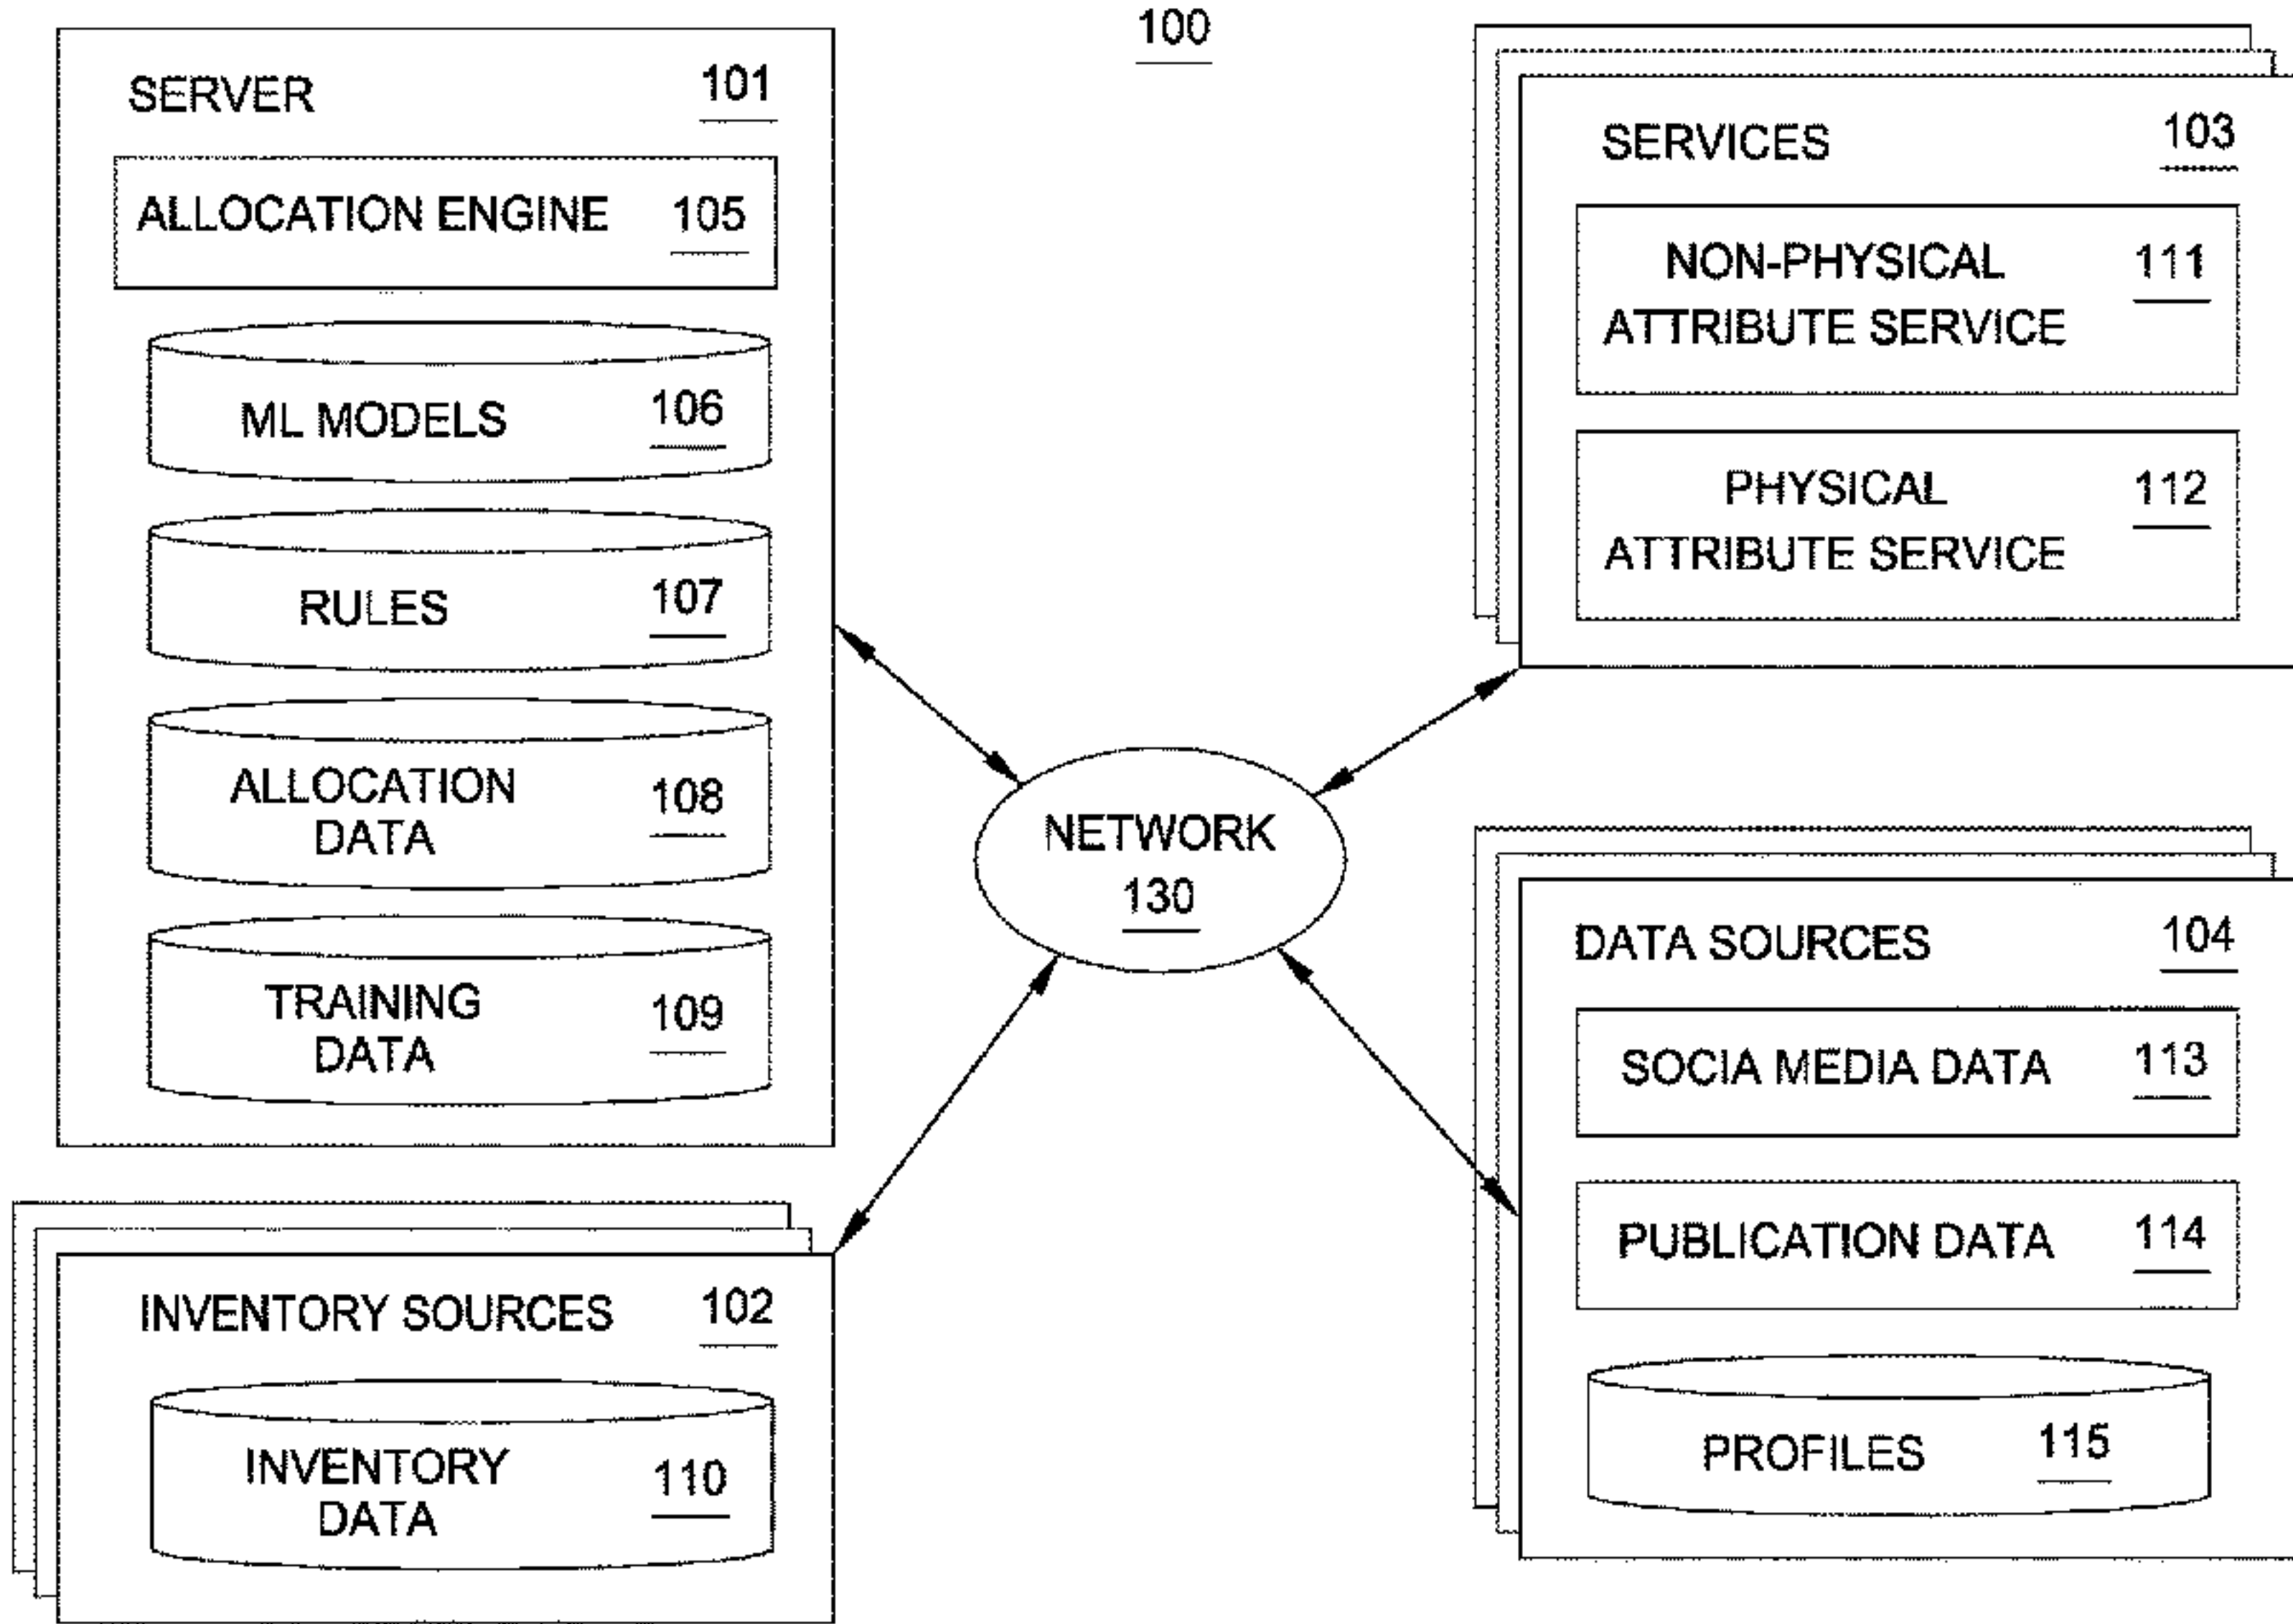 100
SERVER 101
ALLOCATION ENGINE 105
ML MODELS 106
RULES 107
ALLOCATION
DATA 108
TRAINING
DATA 109
INVENTORY SOURCES 102
INVENTORY
DATA 110
NETWORK
130
SERVICES 103
NON-PHYSICAL 111
ATTRIBUTE SERVICE
PHYSICAL 112
ATTRIBUTE SERVICE
DATA SOURCES 104
SOCIA MEDIA DATA 113
PUBLICATION DATA 114
PROFILES 115